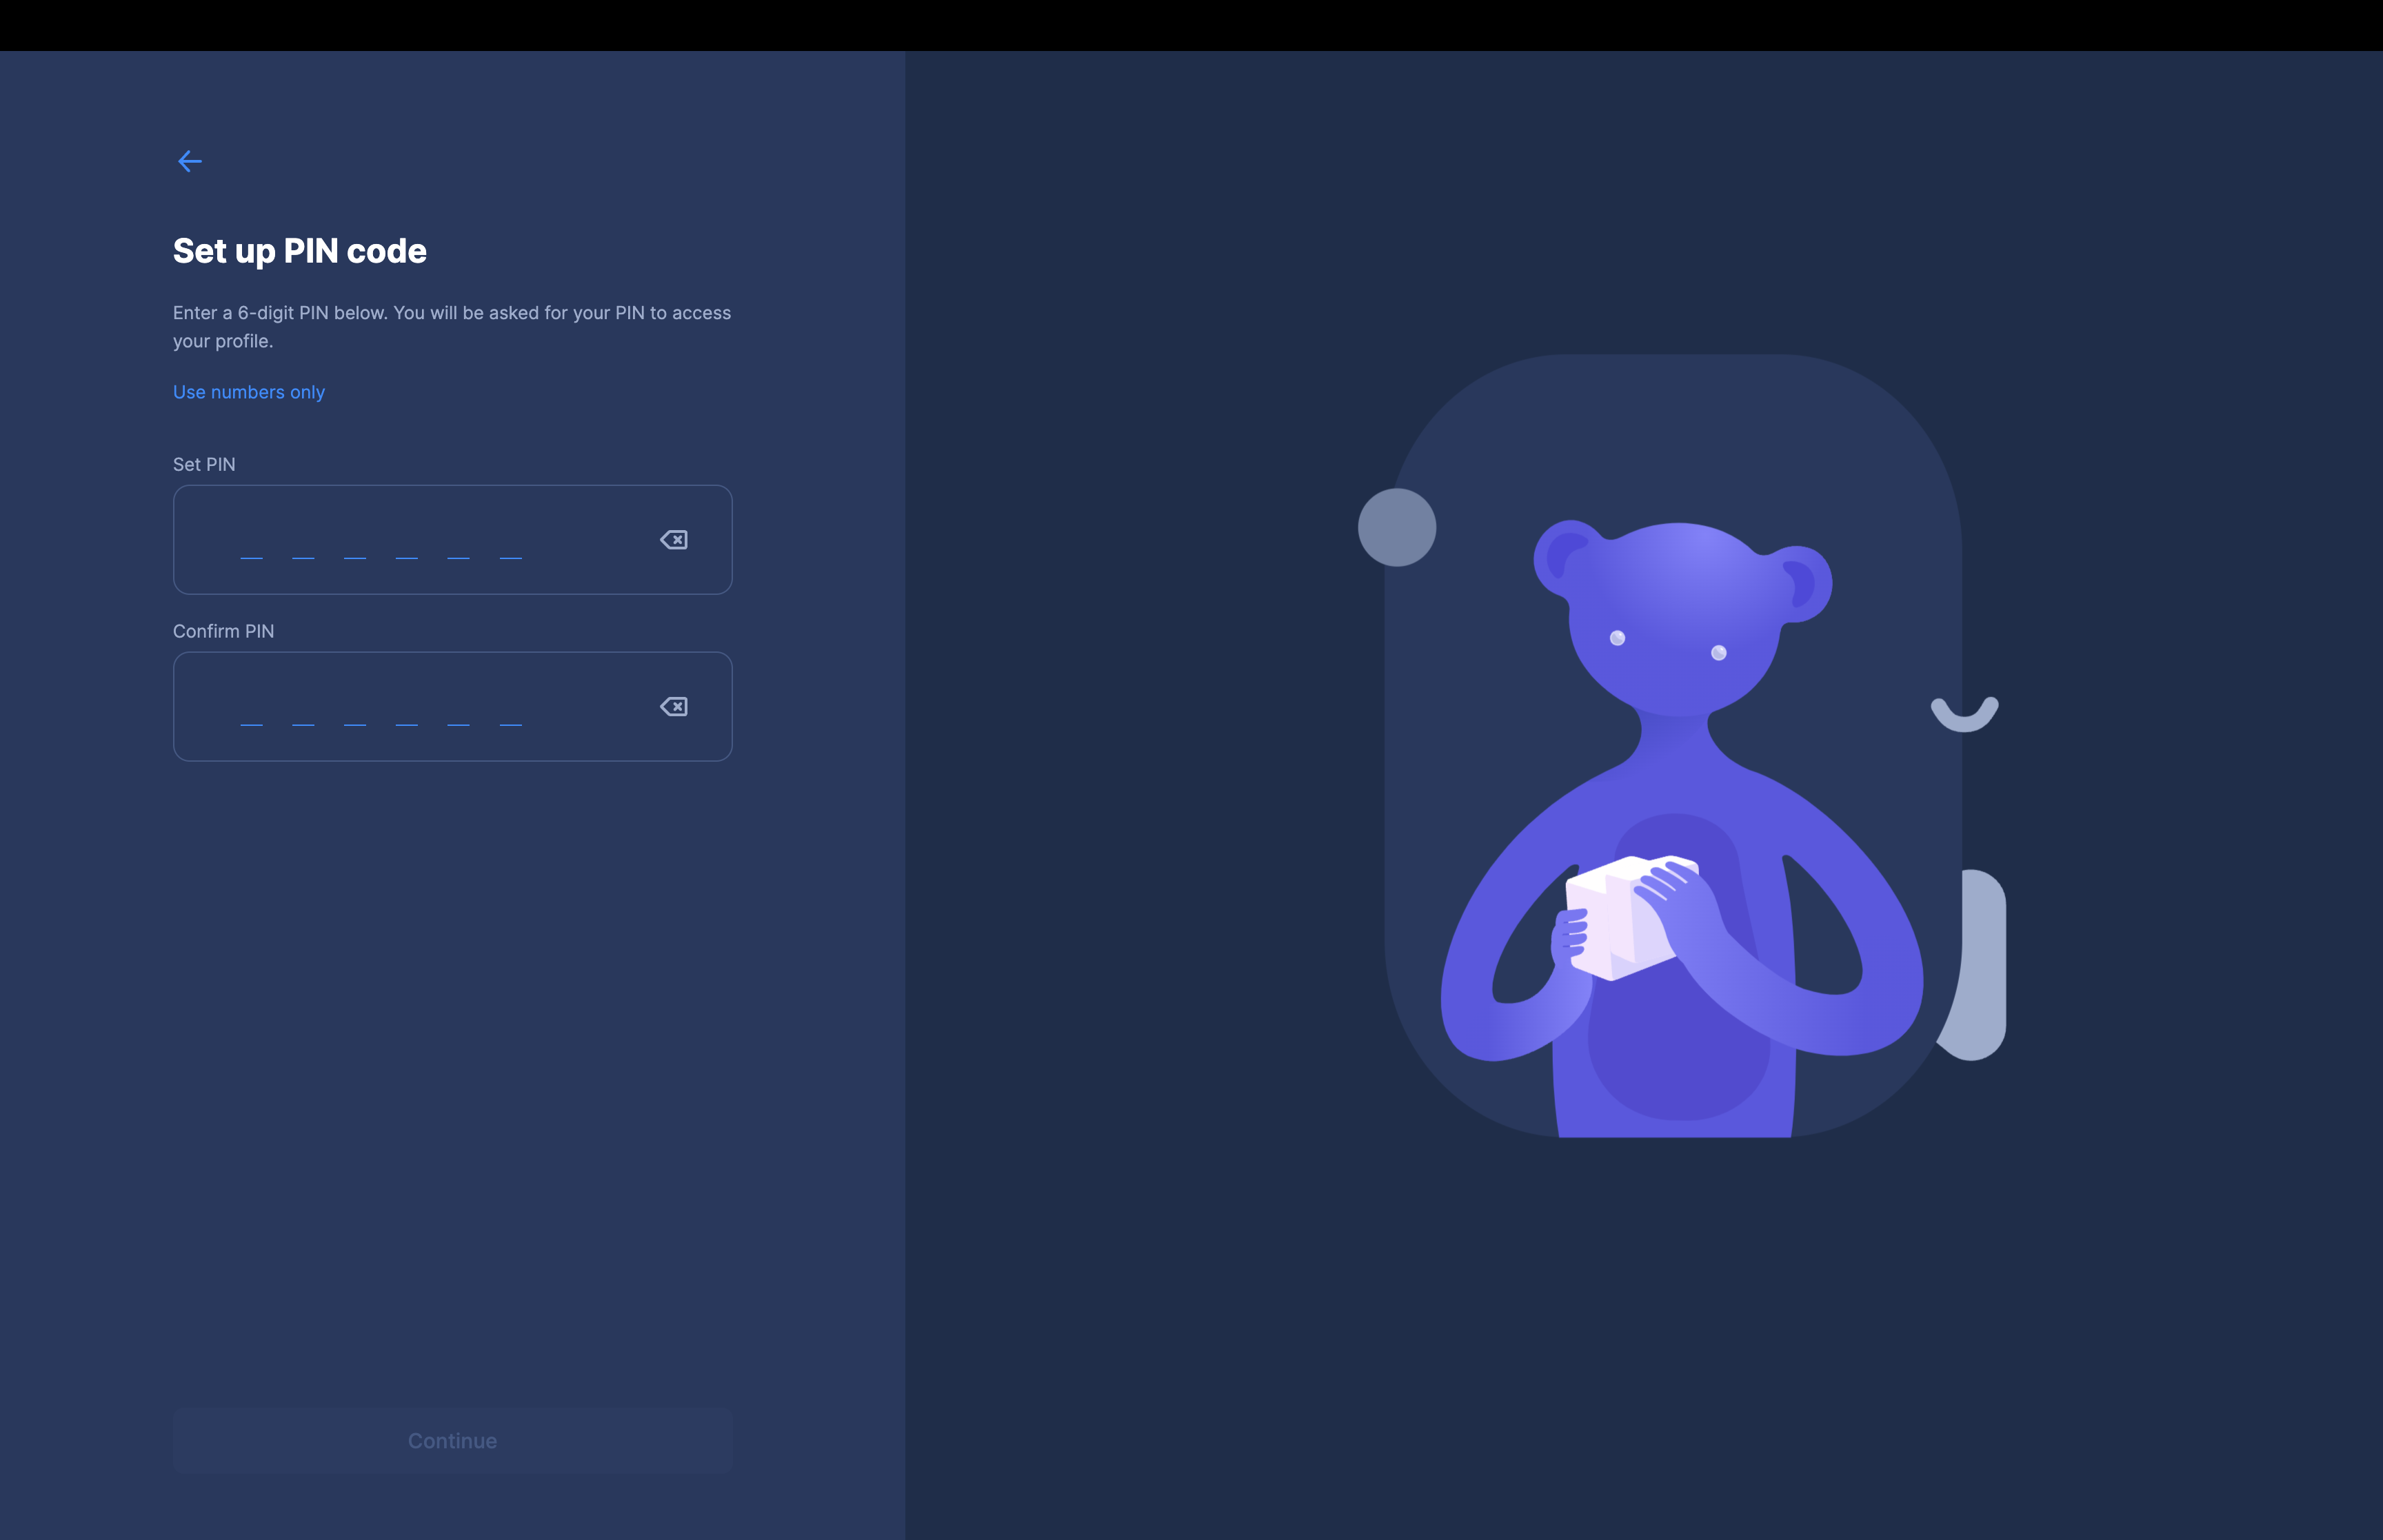 Set up PIN code
Enter a 6-digit PIN below. You will be asked for your PIN to access
your profile.
Use numbers only
Set PIN
Confirm PIN
Continue